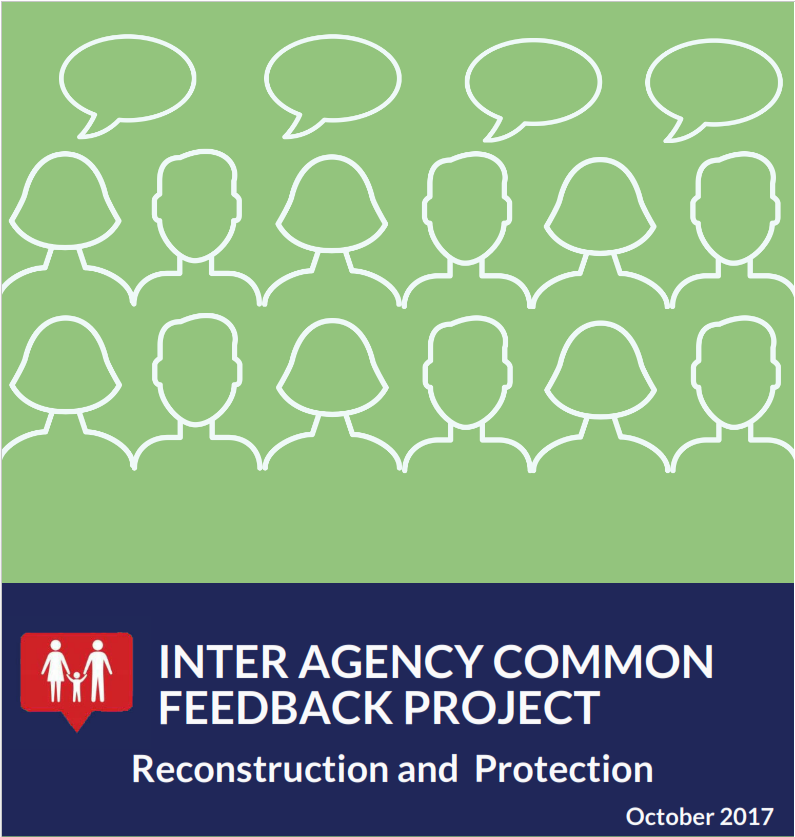 INTER AGENCY COMMON
FEEDBACK PROJECT
Reconstruction and Protection
October 2017